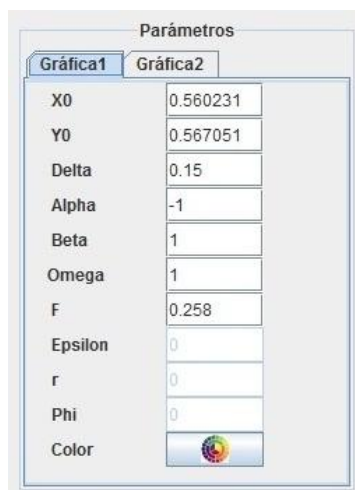 Parámetros
Gráfica1 Gráfica2
X0 0.560231
Y0 0.567051
Delta 0.15
Alpha -1
Beta 1
Omega 1
F 0.258
Epsilon 0
r 0
Phi 0
Color